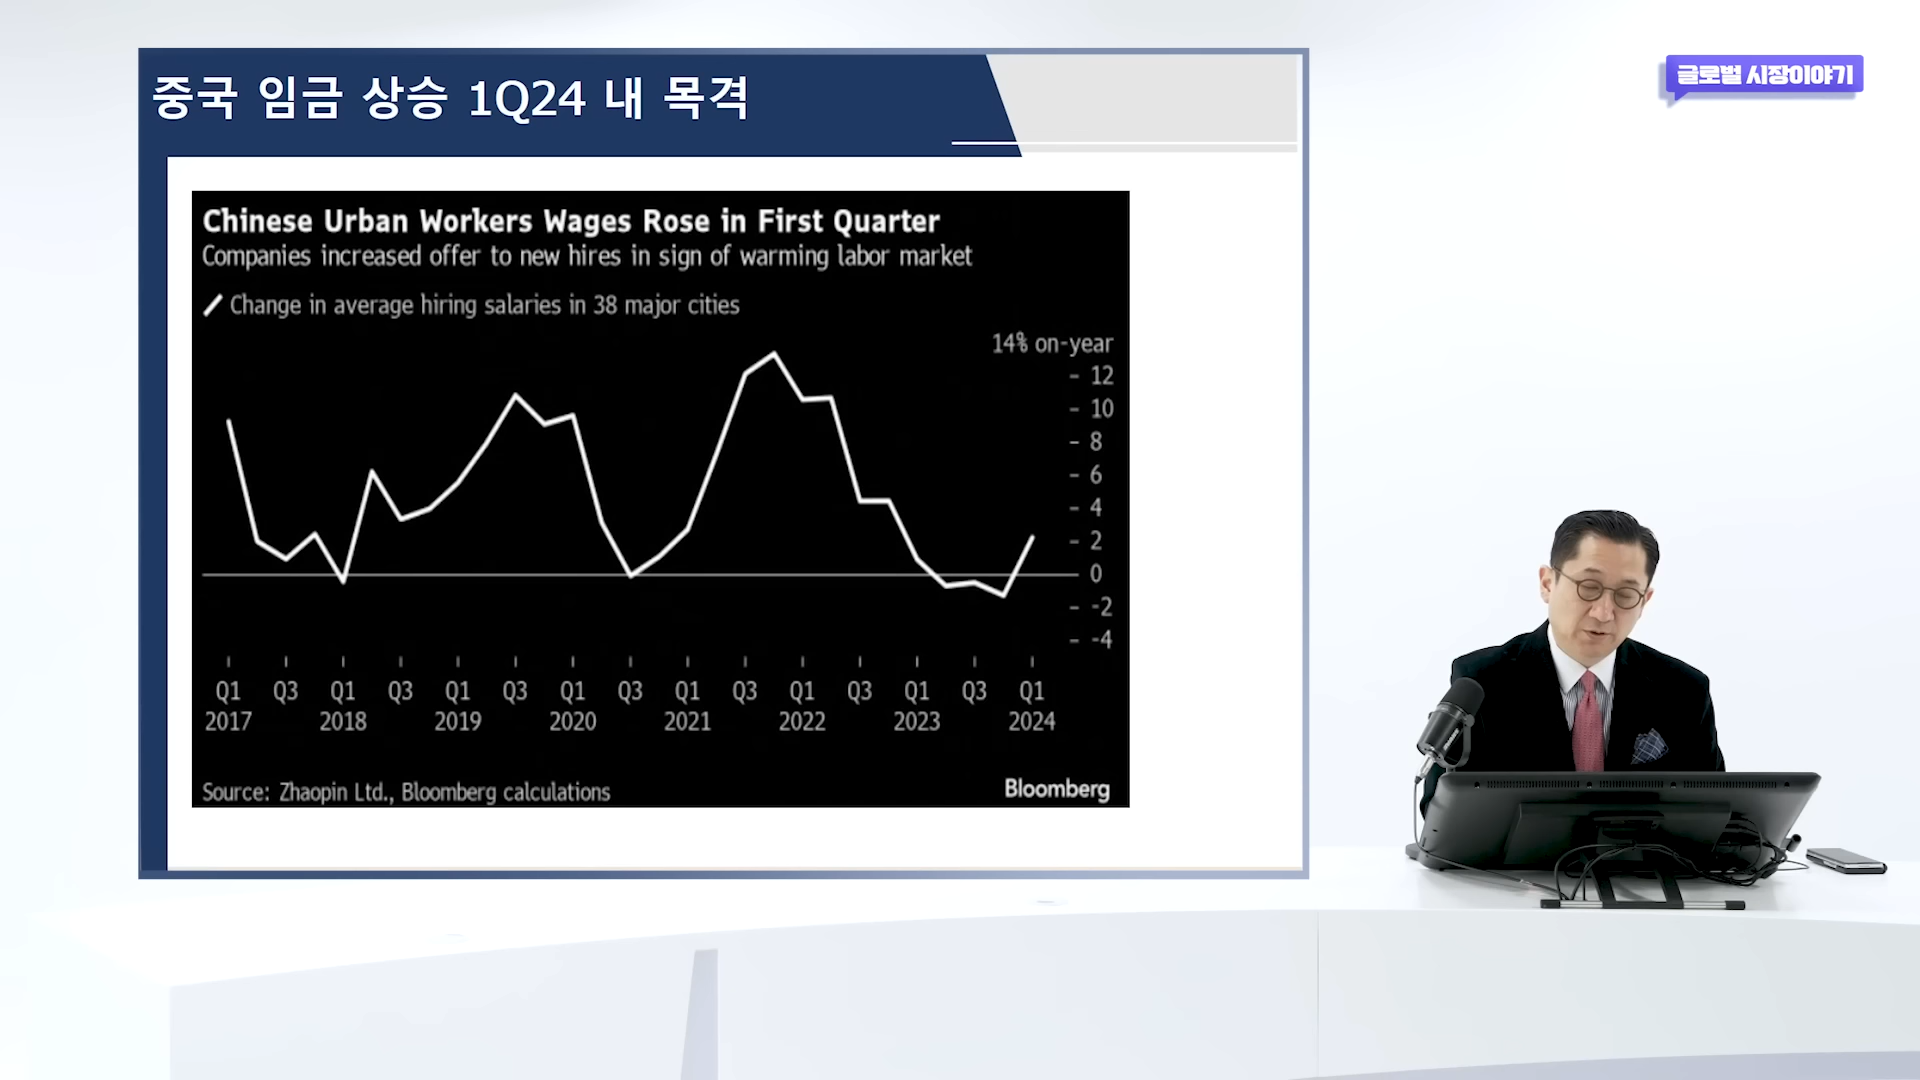 중국 임금 상승 1Q24 내 목격
글로벌 시장이야기
Chinese Urban Workers Wages Rose in First Quarter
Companies increased offer to new hires in sign of warming labor market
Change in average hiring salaries in 38 major cities
14% on-year
12
10
8
6
4
2
0
-2
-4
Q1 Q3 Q1 Q3 Q1 Q3 Q1 Q3 Q1 Q3 Q1 Q3 Q1 Q3 Q1
2017 2018 2019 2020 2021 2022 2023 2024
Source: Zhaopin Ltd., Bloomberg calculations
Bloomberg